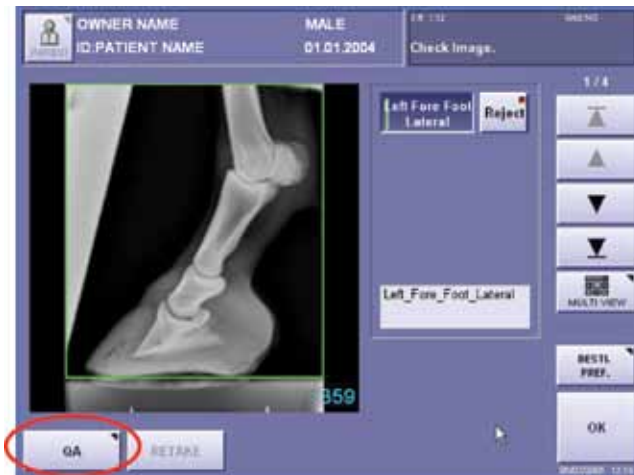 OWNER NAME MALE
ID:PATIENT NAME 01.01.2004
Check Image.
1 / 4
Left Fore Foot
Lateral
Reject
Left_Fore_Foot_Lateral
MULTI VIEW
359
BESTL
PREF.
QA
RETAKE
OK